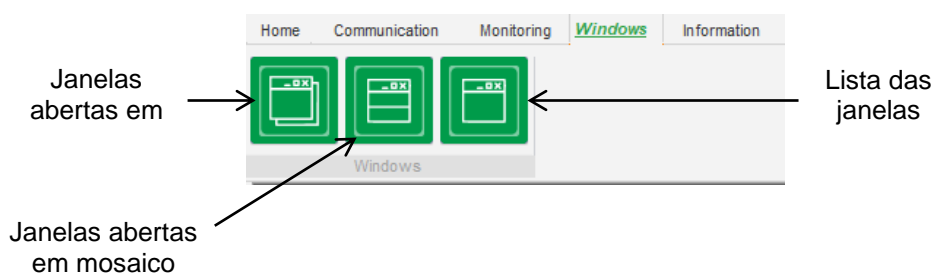 Home Communication Monitoring Windows Information
Janelas
abertas em
Lista das
janelas
Windows
Janelas abertas
em mosaico